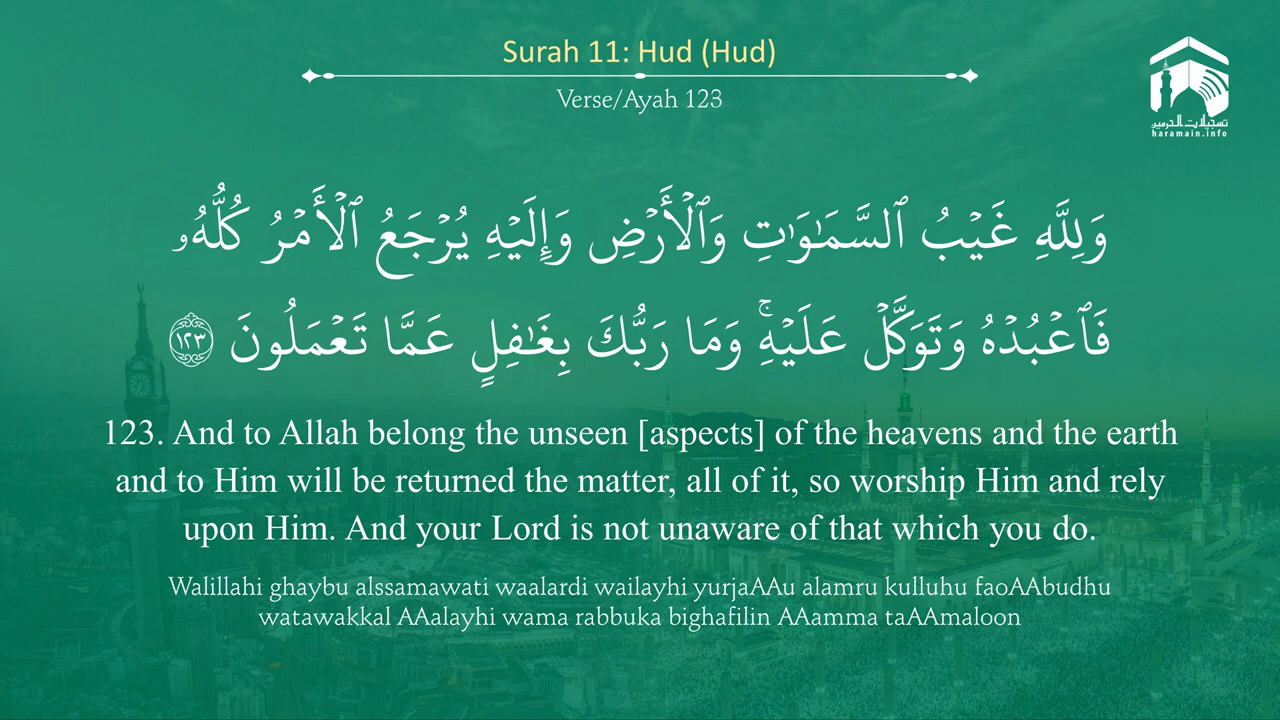 Surah 11: Hud (Hud)
Verse/Ayah 123
تسجيلات الحرمين
haramain.info
وَلِلَّهِ غَيْبُ ٱلسَّمَـٰوَٰتِ وَٱلْأَرْضِ وَإِلَيْهِ يُرْجَعُ ٱلْأَمْرُ كُلُّهُۥ
فَٱعْبُدْهُ وَتَوَكَّلْ عَلَيْهِ ۚ وَمَا رَبُّكَ بِغَـٰفِلٍ عَمَّا تَعْمَلُونَ ١٢٣
123. And to Allah belong the unseen [aspects] of the heavens and the earth
and to Him will be returned the matter, all of it, so worship Him and rely
upon Him. And your Lord is not unaware of that which you do.
Walillahi ghaybu alssamawati waalardi wailayhi yurjaAAu alamru kulluhu faoAAbudhu
watawakkal AAalayhi wama rabbuka bighafilin AAamma taAAmaloon